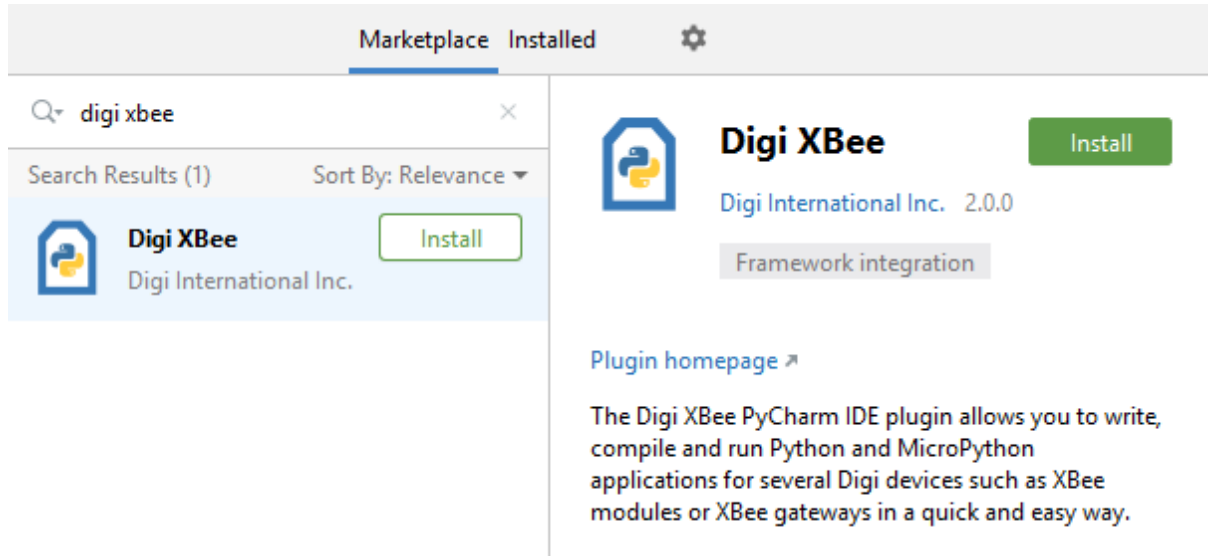 Marketplace Installed
digi xbee
Search Results (1) Sort By: Relevance
Digi XBee Install
Digi International Inc.
Digi XBee Install
Digi International Inc. 2.0.0
Framework integration
Plugin homepage
The Digi XBee PyCharm IDE plugin allows you to write,
compile and run Python and MicroPython
applications for several Digi devices such as XBee
modules or XBee gateways in a quick and easy way.